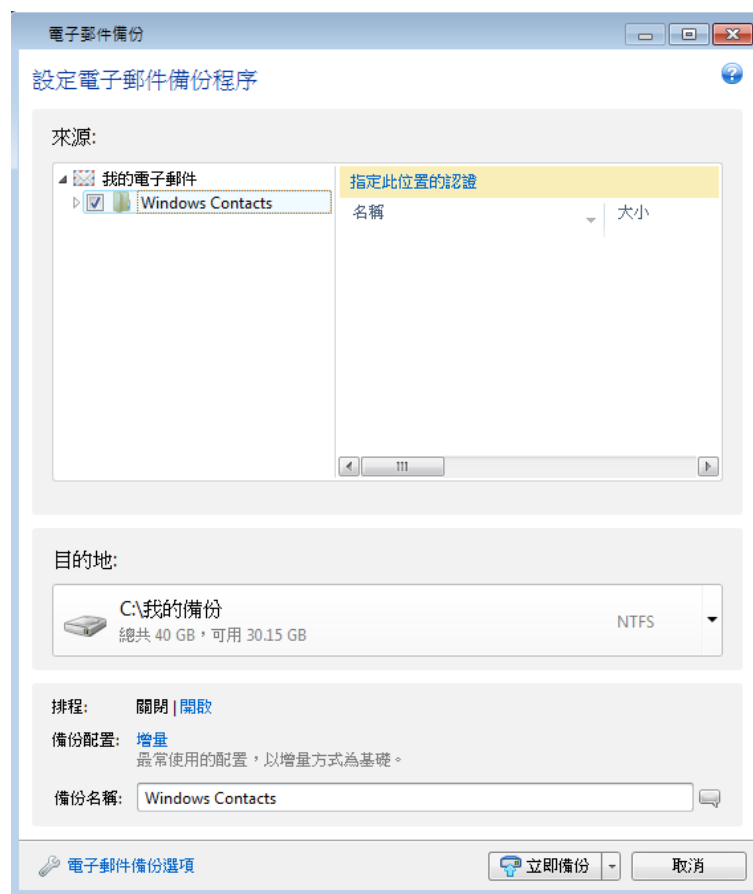 電子郵件備份
設定電子郵件備份程序
來源:
我的電子郵件
Windows Contacts
指定此位置的認證
名稱 大小
目的地:
C:\我的備份
總共 40 GB，可用 30.15 GB
NTFS
排程: 關閉 | 開啟
備份配置: 增量
最常使用的配置，以增量方式為基礎。
備份名稱: Windows Contacts
電子郵件備份選項
立即備份
取消